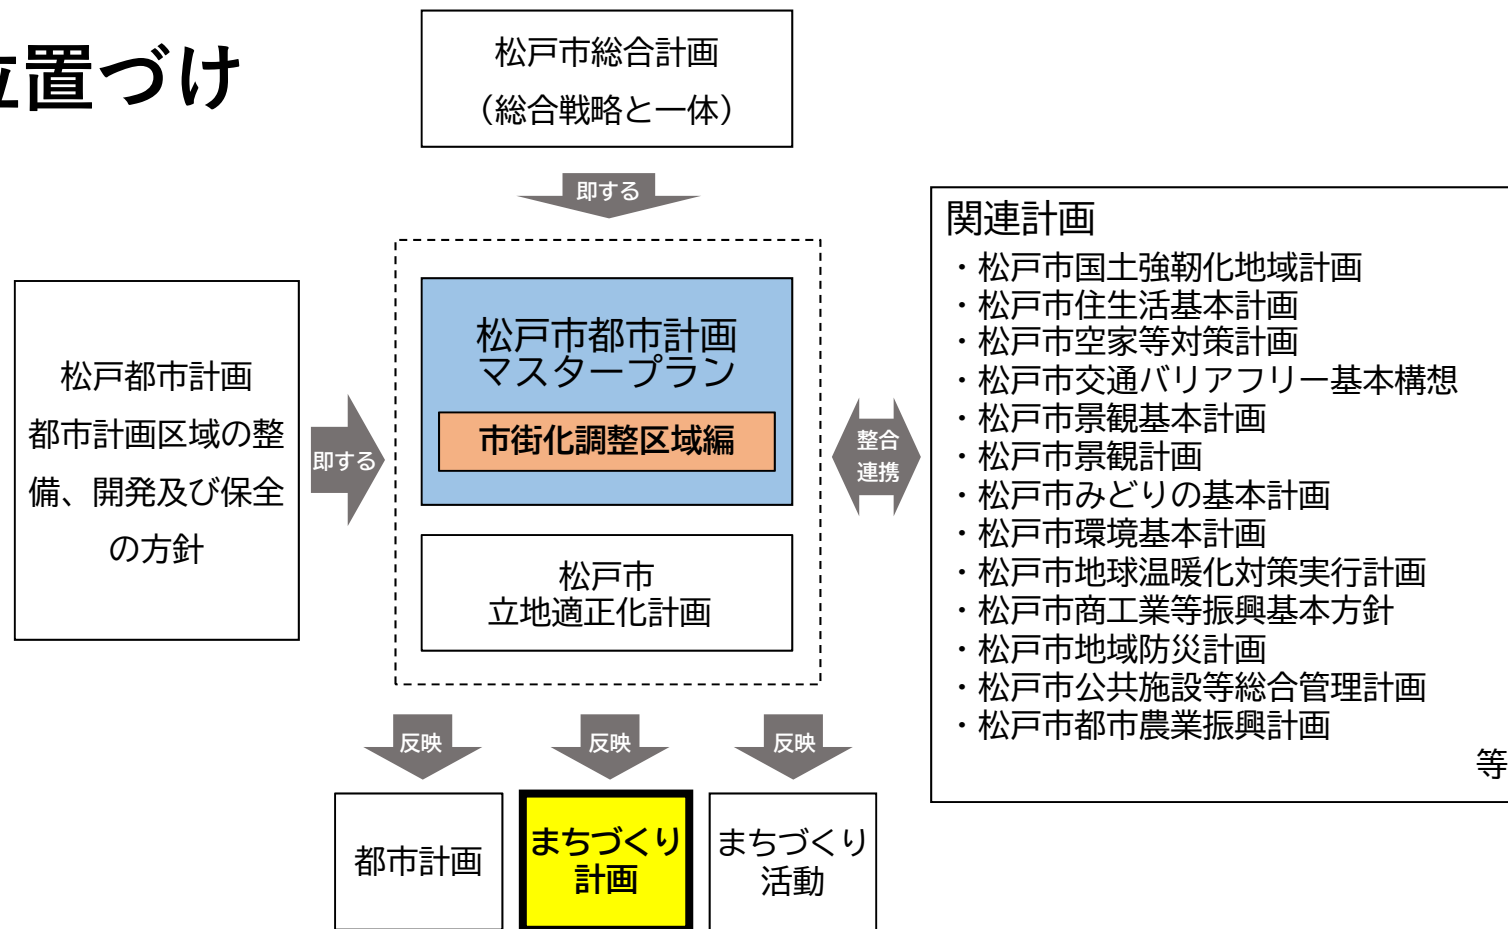 位置づけ
松戸市総合計画
（総合戦略と一体）
即する
松戸都市計画
都市計画区域の整
備、開発及び保全
の方針
即する
松戸市都市計画
マスタープラン
市街化調整区域編
松戸市
立地適正化計画
整合
連携
関連計画
・松戸市国土強靭化地域計画
・松戸市住生活基本計画
・松戸市空家等対策計画
・松戸市交通バリアフリー基本構想
・松戸市景観基本計画
・松戸市景観計画
・松戸市みどりの基本計画
・松戸市環境基本計画
・松戸市地球温暖化対策実行計画
・松戸市商工業等振興基本方針
・松戸市地域防災計画
・松戸市公共施設等総合管理計画
・松戸市都市農業振興計画
等
反映
反映
反映
都市計画
まちづくり
計画
まちづくり
活動